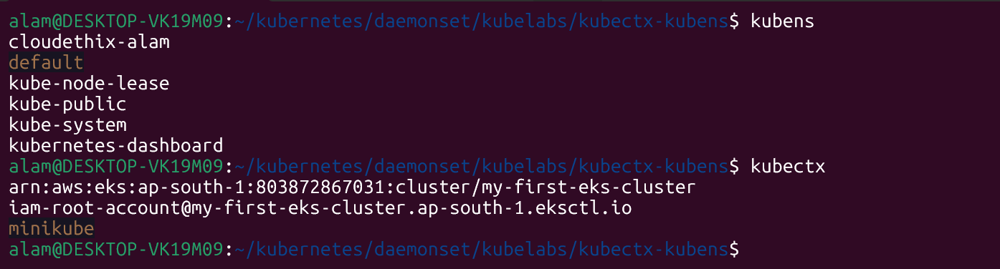 alam@DESKTOP-VK19M09:~/kubernetes/daemonset/kubelabs/kubectx-kubens$ kubens
cloudethix-alam
default
kube-node-lease
kube-public
kube-system
kubernetes-dashboard
alam@DESKTOP-VK19M09:~/kubernetes/daemonset/kubelabs/kubectx-kubens$ kubectx
arn:aws:eks:ap-south-1:803872867031:cluster/my-first-eks-cluster
iam-root-account@my-first-eks-cluster.ap-south-1.eksctl.io
minikube
alam@DESKTOP-VK19M09:~/kubernetes/daemonset/kubelabs/kubectx-kubens$